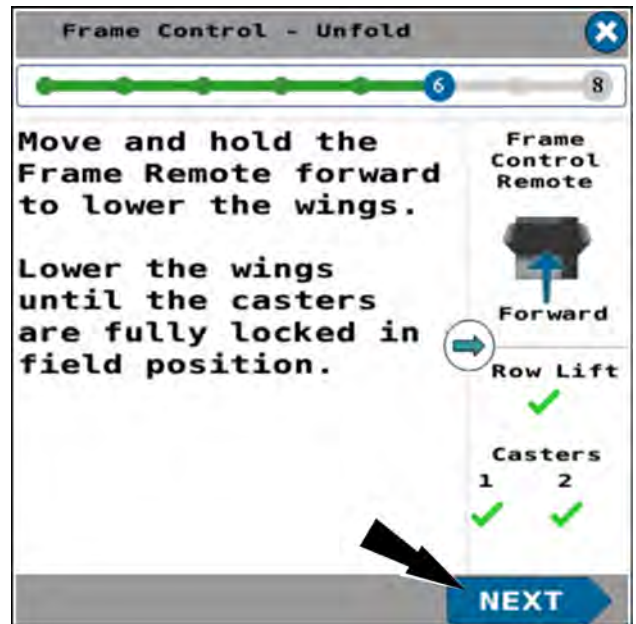 Frame Control - Unfold
6
8
Move and hold the
Frame Remote forward
to lower the wings.
Lower the wings
until the casters
are fully locked in
field position.
Frame
Control
Remote
Forward
Row Lift
Casters
1 2
NEXT